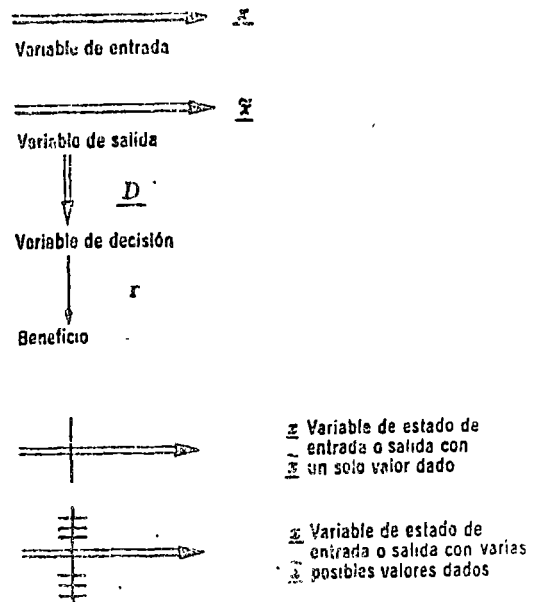 x
Variable de entrada
x̃
Variable de salida
D
Variable de decisión
r
Beneficio
x Variable de estado de
entrada o salida con
x̃ un solo valor dado
x Variable de estado de
entrada o salida con varias
x̃ posibles valores dados